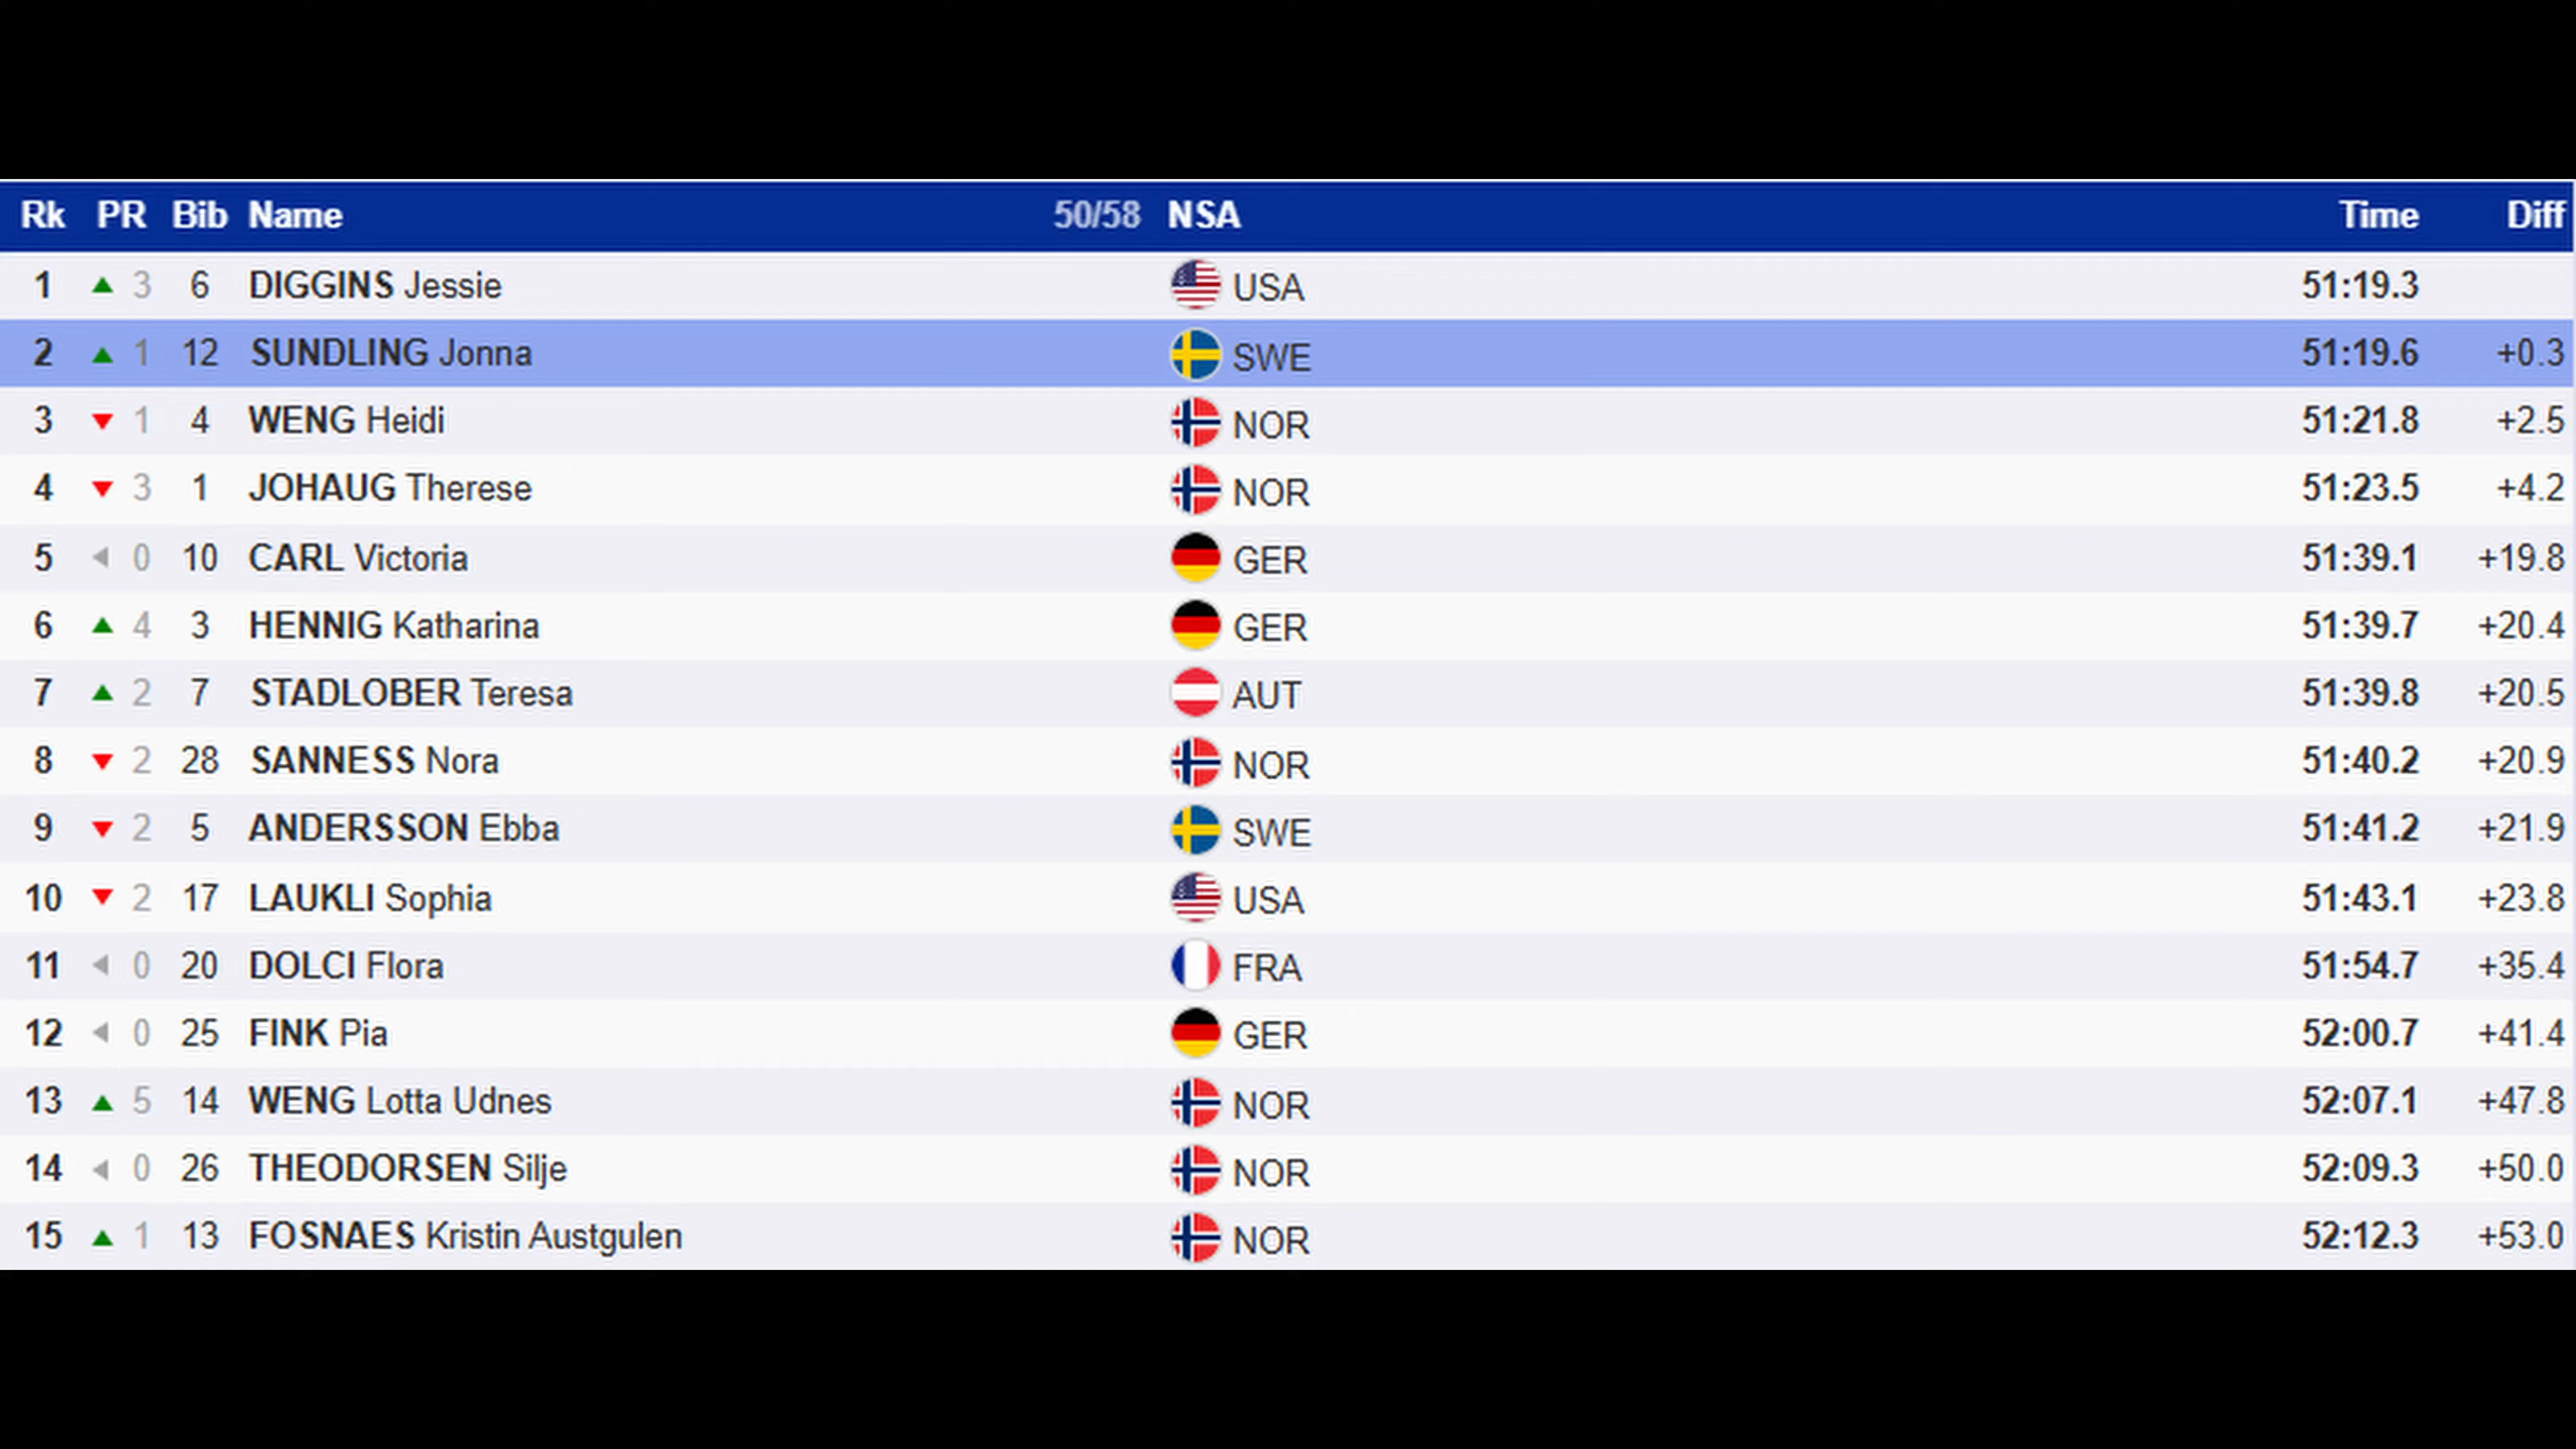 Rk PR Bib Name 50/58 NSA Time Diff
1 ▲ 3 6 DIGGINS Jessie USA 51:19.3
2 ▲ 1 12 SUNDLING Jonna SWE 51:19.6 +0.3
3 ▼ 1 4 WENG Heidi NOR 51:21.8 +2.5
4 ▼ 3 1 JOHAUG Therese NOR 51:23.5 +4.2
5 ◀ 0 10 CARL Victoria GER 51:39.1 +19.8
6 ▲ 4 3 HENNIG Katharina GER 51:39.7 +20.4
7 ▲ 2 7 STADLOBER Teresa AUT 51:39.8 +20.5
8 ▼ 2 28 SANNESS Nora NOR 51:40.2 +20.9
9 ▼ 2 5 ANDERSSON Ebba SWE 51:41.2 +21.9
10 ▼ 2 17 LAUKLI Sophia USA 51:43.1 +23.8
11 ◀ 0 20 DOLCI Flora FRA 51:54.7 +35.4
12 ◀ 0 25 FINK Pia GER 52:00.7 +41.4
13 ▲ 5 14 WENG Lotta Udnes NOR 52:07.1 +47.8
14 ◀ 0 26 THEODORSEN Silje NOR 52:09.3 +50.0
15 ▲ 1 13 FOSNAES Kristin Austgulen NOR 52:12.3 +53.0